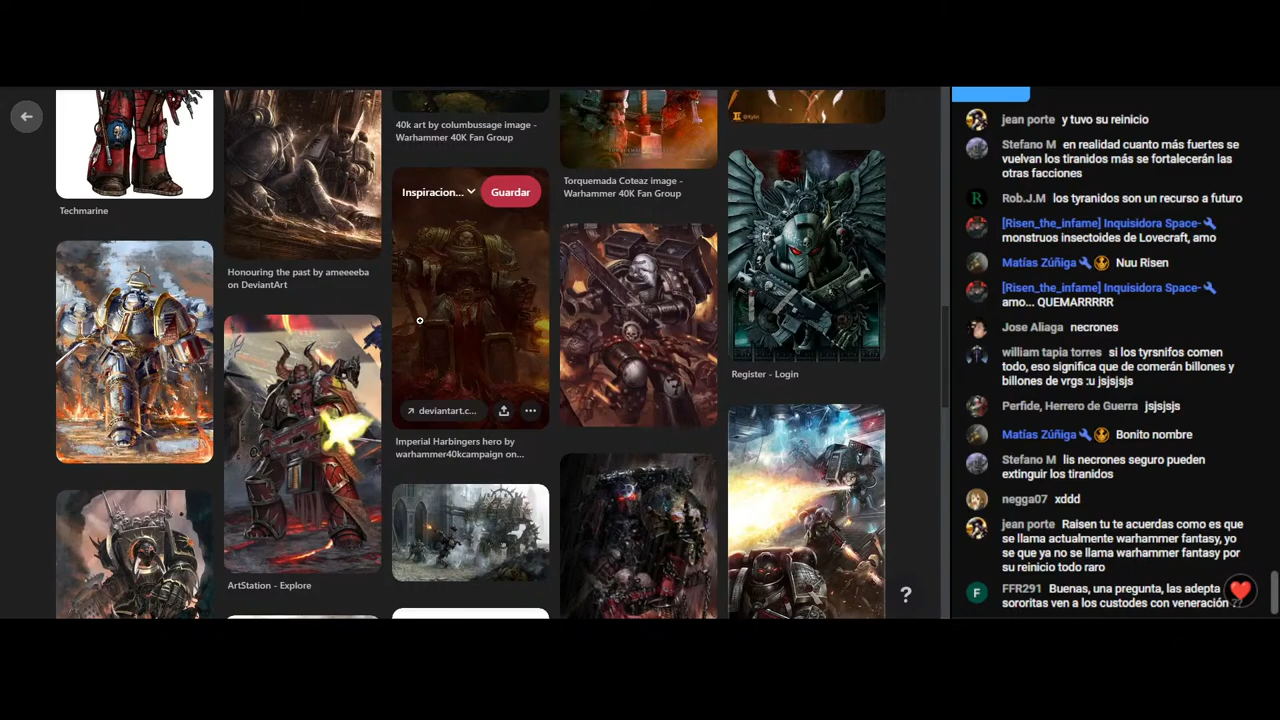 Techmarine
Honouring the past by ameeeeba
on DeviantArt
ArtStation - Explore
40k art by columbussage image -
Warhammer 40K Fan Group
Inspiracion...
Guardar
deviantart.c...
Imperial Harbingers hero by
warhammer40kcampaign on...
Torquemada Coteaz image -
Warhammer 40K Fan Group
Register - Login
?
jean porte y tuvo su reinicio
Stefano M en realidad cuanto más fuertes se
vuelvan los tiranidos más se fortalecerán las
otras facciones
R
Rob.J.M los tyranidos son un recurso a futuro
[Risen_the_infame] Inquisidora Space-
monstruos insectoides de Lovecraft, amo
Matías Zúñiga Nuu Risen
[Risen_the_infame] Inquisidora Space-
amo... QUEMARRRRR
Jose Aliaga necrones
william tapia torres si los tyrsnifos comen
todo, eso significa que de comerán billones y
billones de vrgs :u jsjsjsjs
Perfide, Herrero de Guerra jsjsjsjs
Matías Zúñiga Bonito nombre
Stefano M lis necrones seguro pueden
extinguir los tiranidos
negga07 xddd
jean porte Raisen tu te acuerdas como es que
se llama actualmente warhammer fantasy, yo
se que ya no se llama warhammer fantasy por
su reinicio todo raro
F
FFR291 Buenas, una pregunta, las adepta
sororitas ven a los custodes con veneración ??